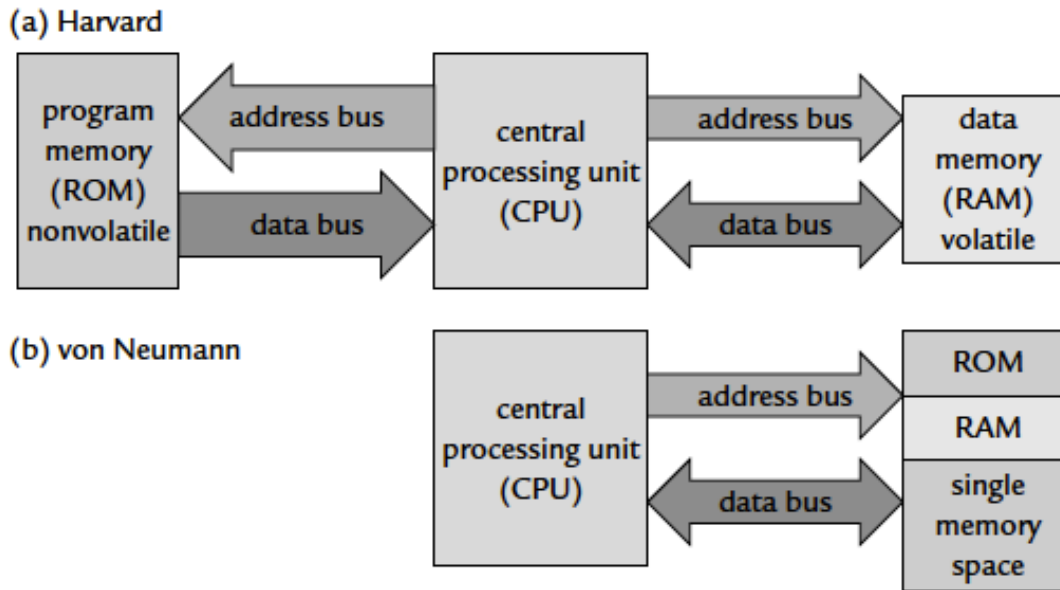 (a) Harvard
program
memory
(ROM)
nonvolatile
address bus
data bus
central
processing unit
(CPU)
address bus
data bus
data
memory
(RAM)
volatile
(b) von Neumann
central
processing unit
(CPU)
address bus
data bus
ROM
RAM
single
memory
space